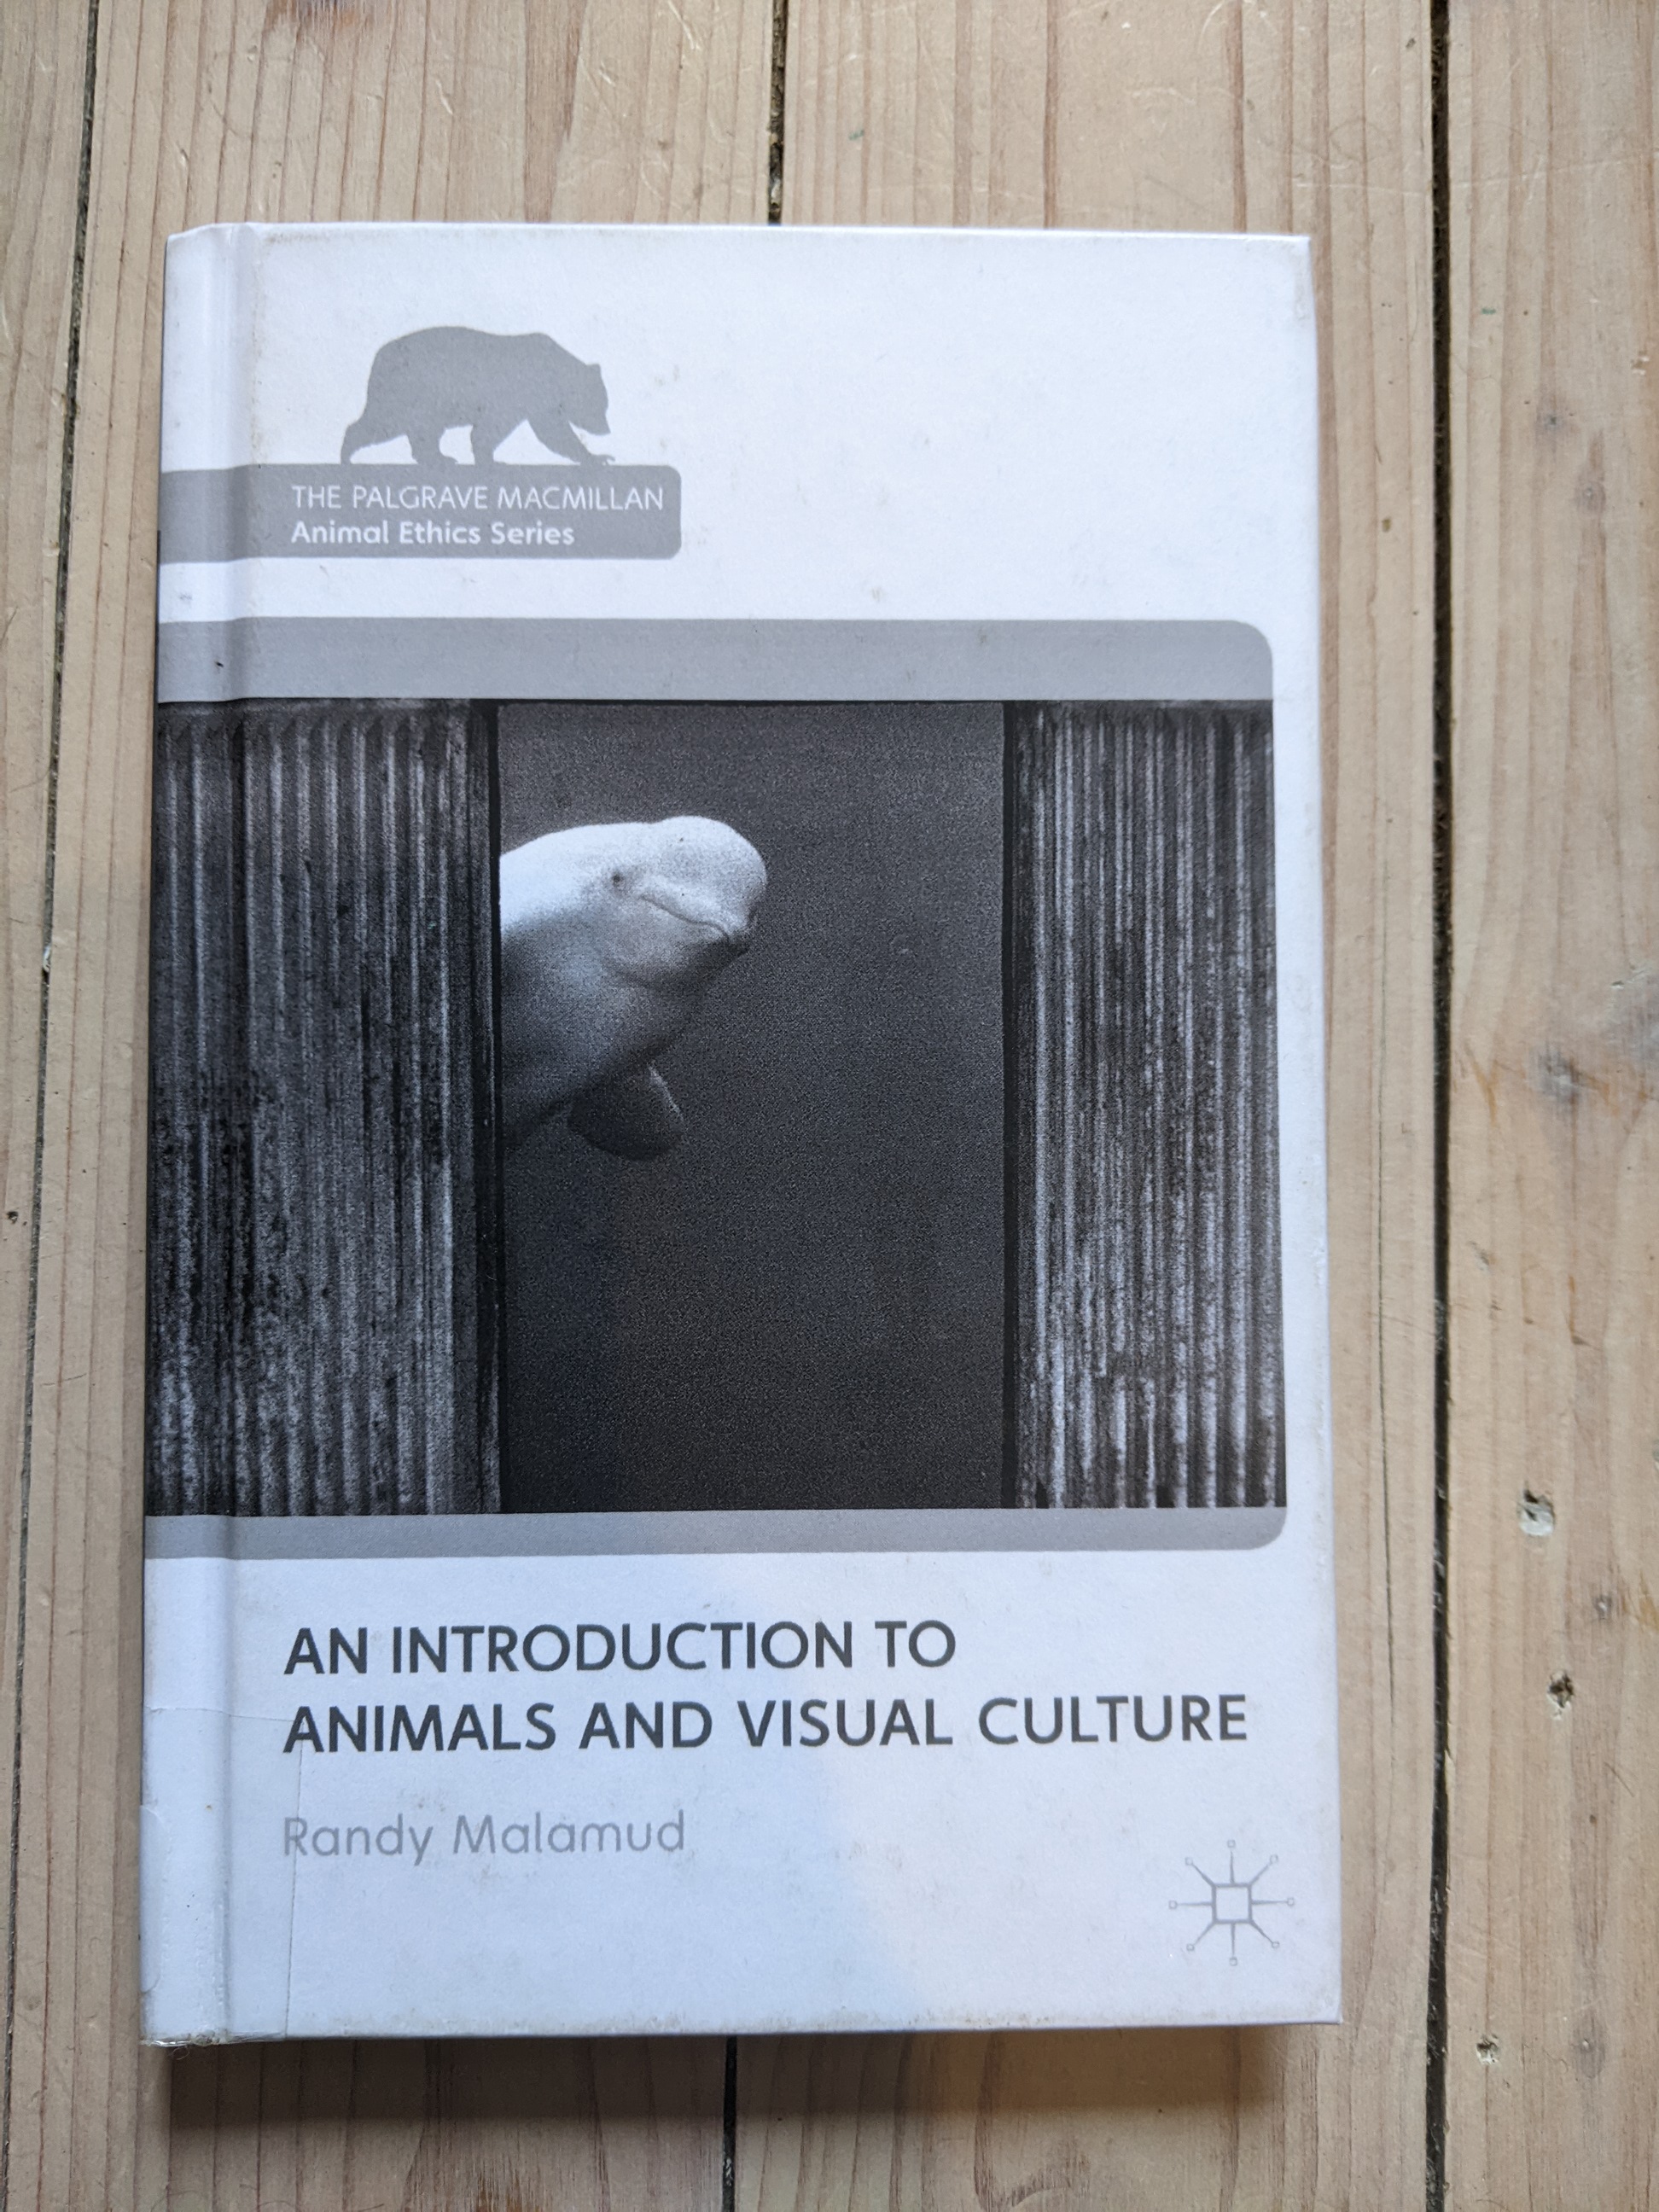 THE PALGRAVE MACMILLAN
Animal Ethics Series
AN INTRODUCTION TO
ANIMALS AND VISUAL CULTURE
Randy Malamud